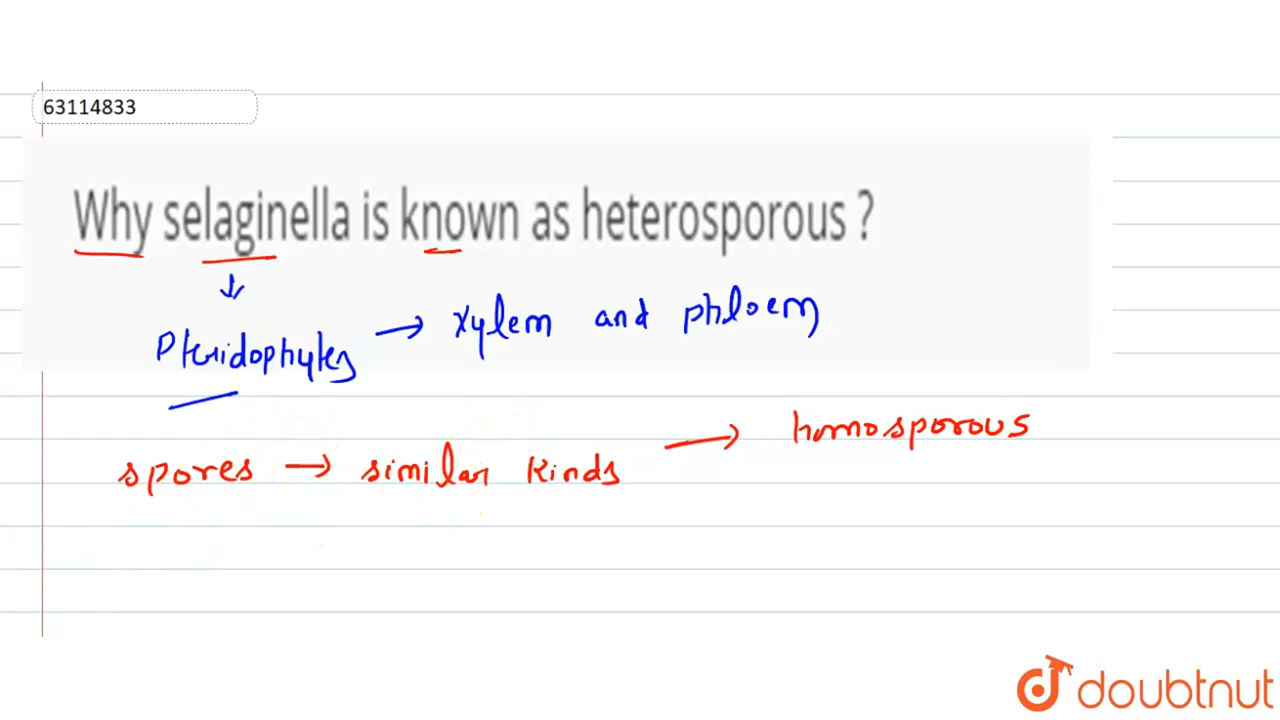 63114833
Why selaginella is known as heterosporous ?
↓
Pteridophytes → xylem and phloem
spores → similar kinds → homosporous
doubtnut